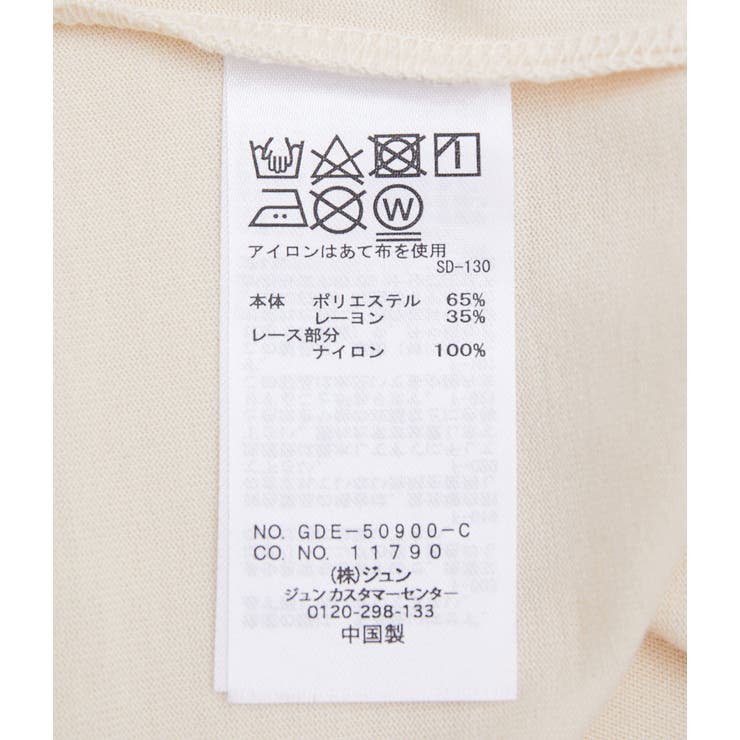 W
アイロンはあて布を使用
SD-130
本体 ポリエステル 65%
レーヨン 35%
レース部分
ナイロン 100%
NO. GDE-50900-C
CO. NO. 11790
(株)ジュン
ジュン カスタマーセンター
0120-298-133
中国製